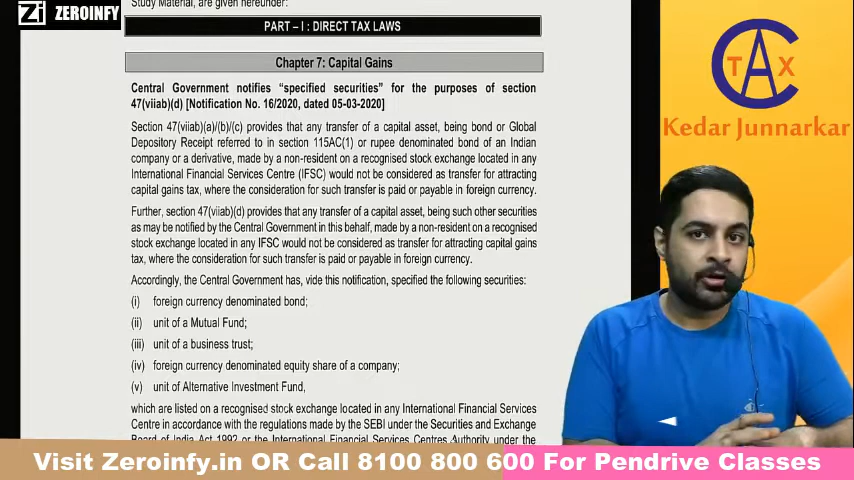 Study Material, are given hereunder:
Zi ZEROINFY
PART – I : DIRECT TAX LAWS
Chapter 7: Capital Gains
Central Government notifies “specified securities” for the purposes of section
47(viiab)(d) [Notification No. 16/2020, dated 05-03-2020]
Section 47(viiab)(a)/(b)/(c) provides that any transfer of a capital asset, being bond or Global
Depository Receipt referred to in section 115AC(1) or rupee denominated bond of an Indian
company or a derivative, made by a non-resident on a recognised stock exchange located in any
International Financial Services Centre (IFSC) would not be considered as transfer for attracting
capital gains tax, where the consideration for such transfer is paid or payable in foreign currency.
Further, section 47(viiab)(d) provides that any transfer of a capital asset, being such other securities
as may be notified by the Central Government in this behalf, made by a non-resident on a recognised
stock exchange located in any IFSC would not be considered as transfer for attracting capital gains
tax, where the consideration for such transfer is paid or payable in foreign currency.
Accordingly, the Central Government has, vide this notification, specified the following securities:
(i) foreign currency denominated bond;
(ii) unit of a Mutual Fund;
(iii) unit of a business trust;
(iv) foreign currency denominated equity share of a company;
(v) unit of Alternative Investment Fund,
which are listed on a recognised stock exchange located in any International Financial Services
Centre in accordance with the regulations made by the SEBI under the Securities and Exchange
Board of India Act 1992 or the International Financial Services Centres Authority under the
CA TAX
Kedar Junnarkar
Visit Zeroinfy.in OR Call 8100 800 600 For Pendrive Classes